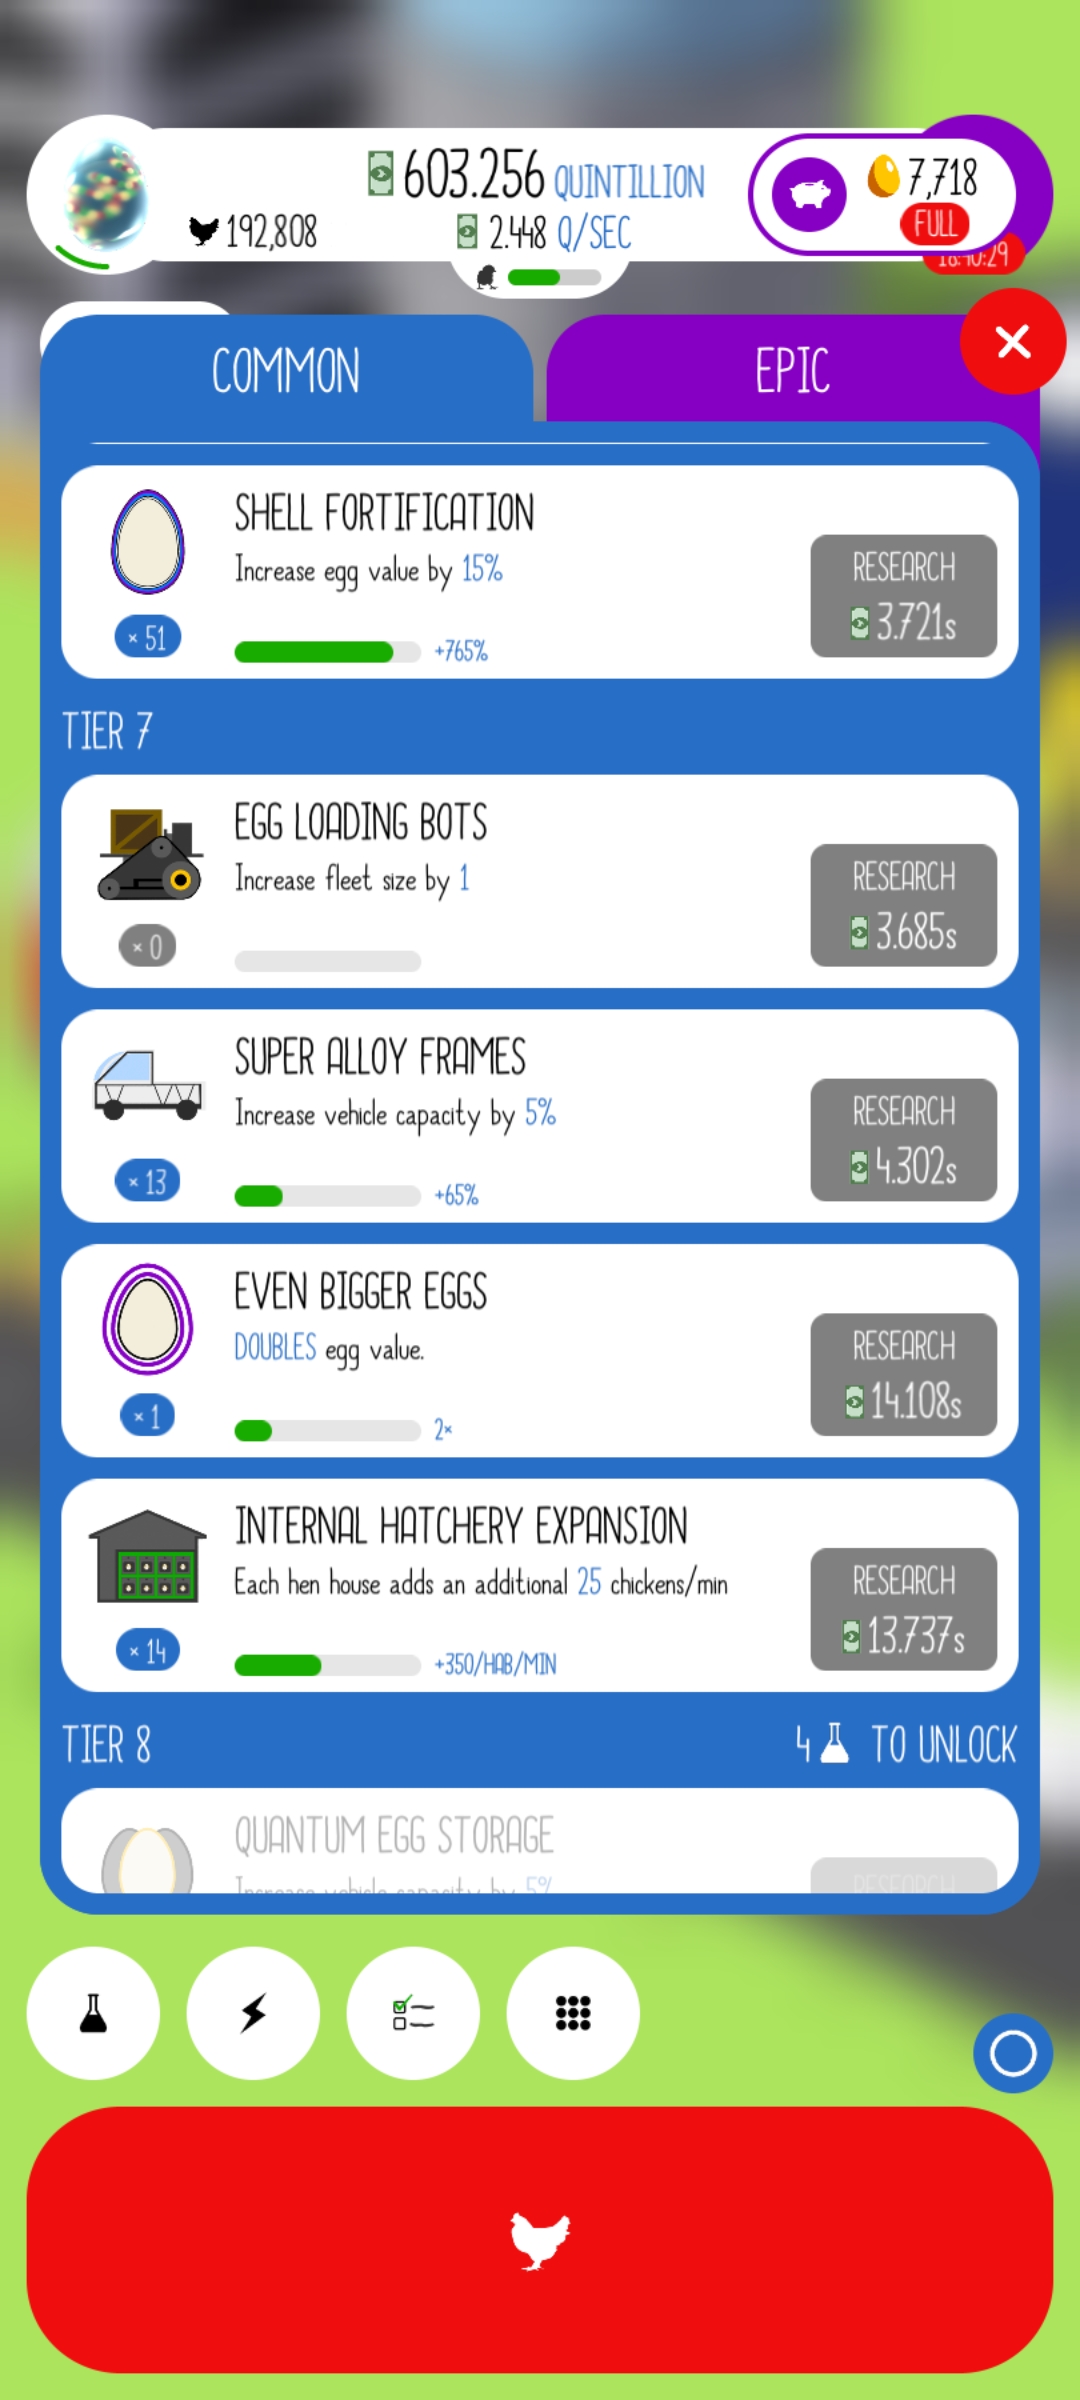 603.256 QUINTILLION
7,718
192,808
2.448 Q/SEC
FULL
18:40:29
COMMON
EPIC
SHELL FORTIFICATION
Increase egg value by 15%
RESEARCH
3.721s
× 51
+765%
TIER 7
EGG LOADING BOTS
Increase fleet size by 1
RESEARCH
3.685s
× 0
SUPER ALLOY FRAMES
Increase vehicle capacity by 5%
RESEARCH
4.302s
× 13
+65%
EVEN BIGGER EGGS
DOUBLES egg value.
RESEARCH
14.108s
× 1
2×
INTERNAL HATCHERY EXPANSION
Each hen house adds an additional 25 chickens/min
RESEARCH
13.737s
× 14
+350/HAB/MIN
TIER 8
4 TO UNLOCK
QUANTUM EGG STORAGE
Increase vehicle capacity by 5%
RESEARCH